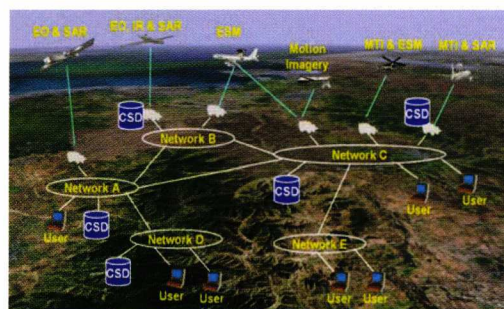 EO & SAR
EO, IR & SAR
ESM
Motion
Imagery
MTI & ESM
MTI & SAR
CSD
CSD
Network B
Network C
Network A
CSD
User
User
User
CSD
Network D
Network E
CSD
User
User
User
User